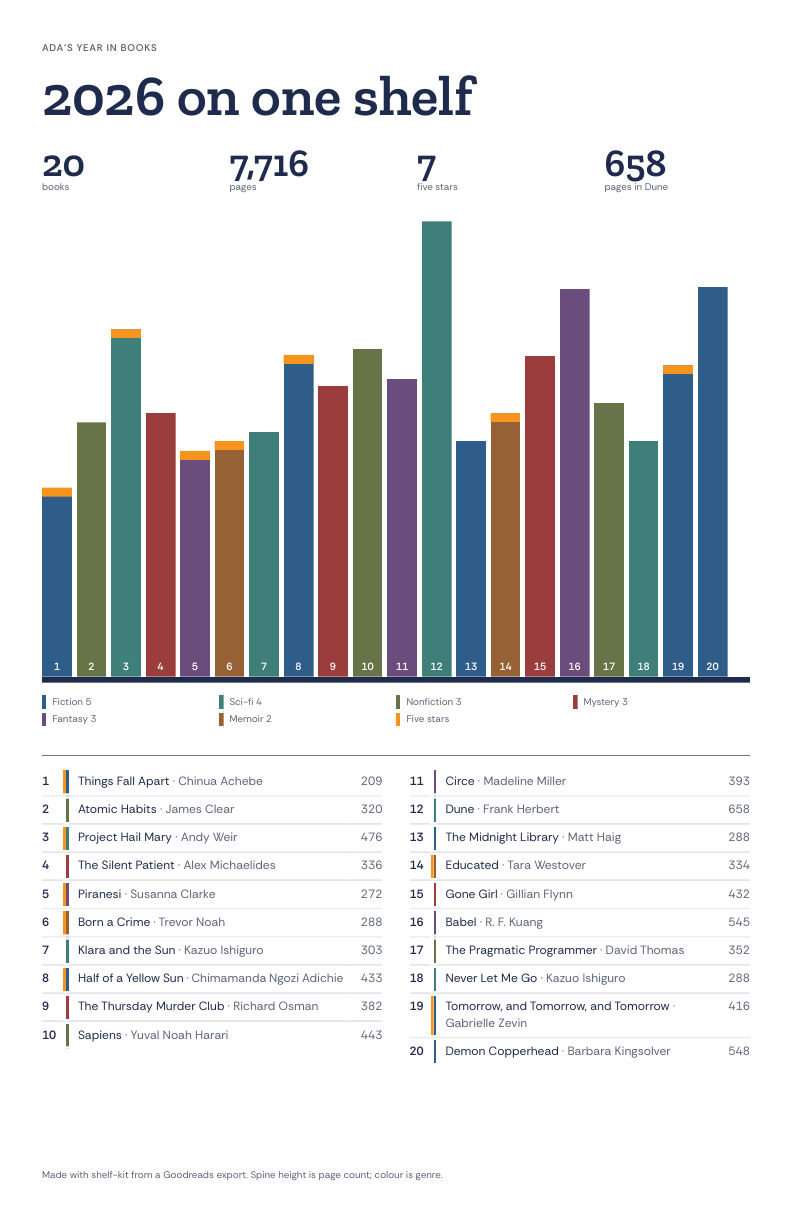 ADA'S YEAR IN BOOKS
2026 on one shelf
20
books
7,716
pages
7
five stars
658
pages in Dune
1 2 3 4 5 6 7 8 9 10 11 12 13 14 15 16 17 18 19 20
Fiction 5
Sci-fi 4
Nonfiction 3
Mystery 3
Fantasy 3
Memoir 2
Five stars
1 Things Fall Apart · Chinua Achebe 209
2 Atomic Habits · James Clear 320
3 Project Hail Mary · Andy Weir 476
4 The Silent Patient · Alex Michaelides 336
5 Piranesi · Susanna Clarke 272
6 Born a Crime · Trevor Noah 288
7 Klara and the Sun · Kazuo Ishiguro 303
8 Half of a Yellow Sun · Chimamanda Ngozi Adichie 433
9 The Thursday Murder Club · Richard Osman 382
10 Sapiens · Yuval Noah Harari 443
11 Circe · Madeline Miller 393
12 Dune · Frank Herbert 658
13 The Midnight Library · Matt Haig 288
14 Educated · Tara Westover 334
15 Gone Girl · Gillian Flynn 432
16 Babel · R. F. Kuang 545
17 The Pragmatic Programmer · David Thomas 352
18 Never Let Me Go · Kazuo Ishiguro 288
19 Tomorrow, and Tomorrow, and Tomorrow · 416
Gabrielle Zevin
20 Demon Copperhead · Barbara Kingsolver 548
Made with shelf-kit from a Goodreads export. Spine height is page count; colour is genre.